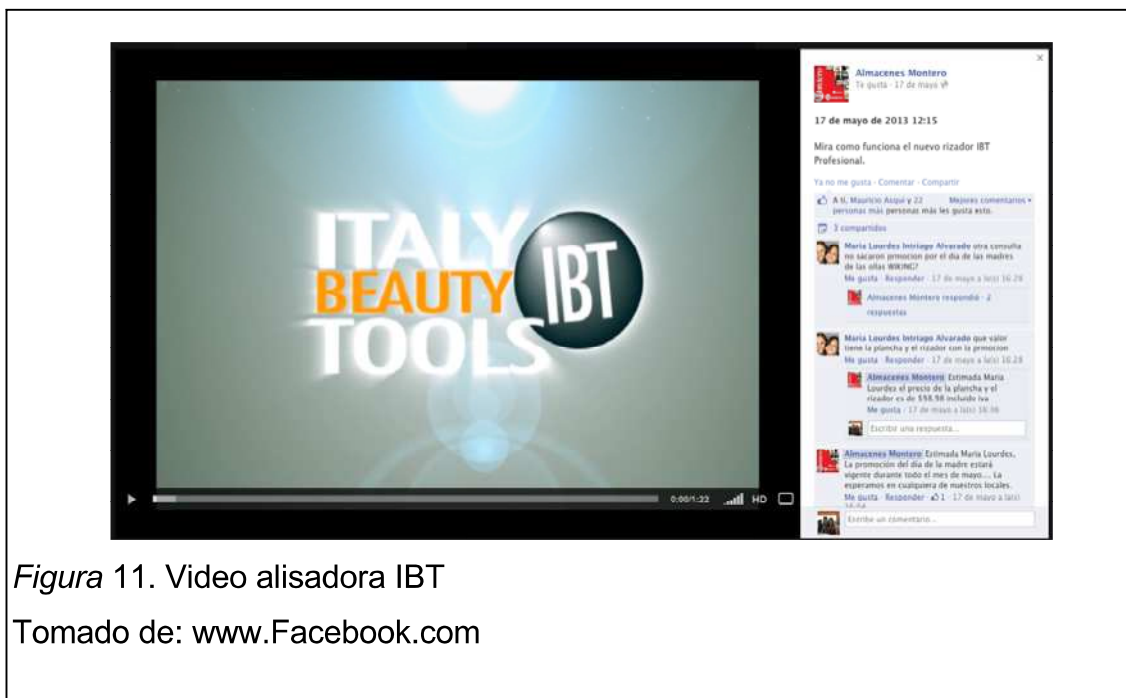 ITALY
BEAUTY
TOOLS
IBT
0:00/1:22
HD
Almacenes Montero
Te gusta · 17 de mayo
17 de mayo de 2013 12:15
Mira como funciona el nuevo rizador IBT
Profesional.
Ya no me gusta · Comentar · Compartir
A ti, Mauricio Asqui y 22 Mejores comentarios
personas más personas más les gusta esto.
3 compartidos
Maria Lourdes Intriago Alvarado otra consulta
no sacaron prmocion por el dia de las madres
de las ollas WIKING?
Me gusta · Responder · 17 de mayo a la(s) 16:28
Almacenes Montero respondió · 2
respuestas
Maria Lourdes Intriago Alvarado que valor
tiene la plancha y el rizador con la promocion
Me gusta · Responder · 17 de mayo a la(s) 16:28
Almacenes Montero Estimada Maria
Lourdes el precio de la plancha y el
rizador es de $98.98 incluido iva
Me gusta · 17 de mayo a la(s) 16:36
Escribir una respuesta...
Almacenes Montero Estimada Maria Lourdes,
La promoción del día de la madre estará
vigente durante todo el mes de mayo.... La
esperamos en cualquiera de nuestros locales.
Me gusta · Responder · 1 · 17 de mayo a la(s)
Escribe un comentario...
Figura 11. Video alisadora IBT
Tomado de: www.Facebook.com